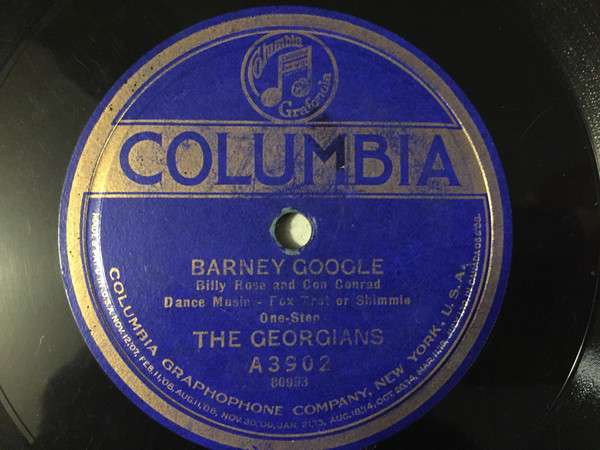 Columbia
Grafonola
COLUMBIA
BARNEY GOOGLE
Billy Rose and Con Conrad
Dance Music - Fox Trot or Shimmie
One-Step
THE GEORGIANS
A3902
80993
COLUMBIA GRAPHOPHONE COMPANY, NEW YORK, U.S.A.